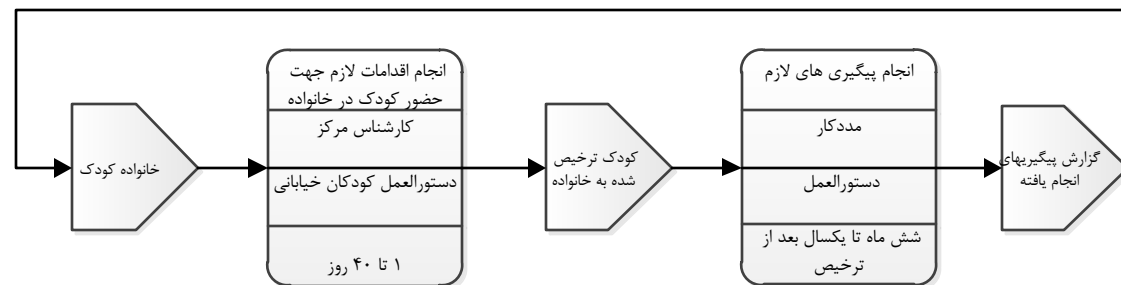 خانواده کودک
انجام اقدامات لازم جهت
حضور کودک در خانواده
کارشناس مرکز
دستورالعمل کودکان خیابانی
۱ تا ۴۰ روز
کودک ترخیص
شده به خانواده
انجام پیگیری های لازم
مددکار
دستورالعمل
شش ماه تا یکسال بعد از
ترخیص
گزارش پیگیریهای
انجام یافته